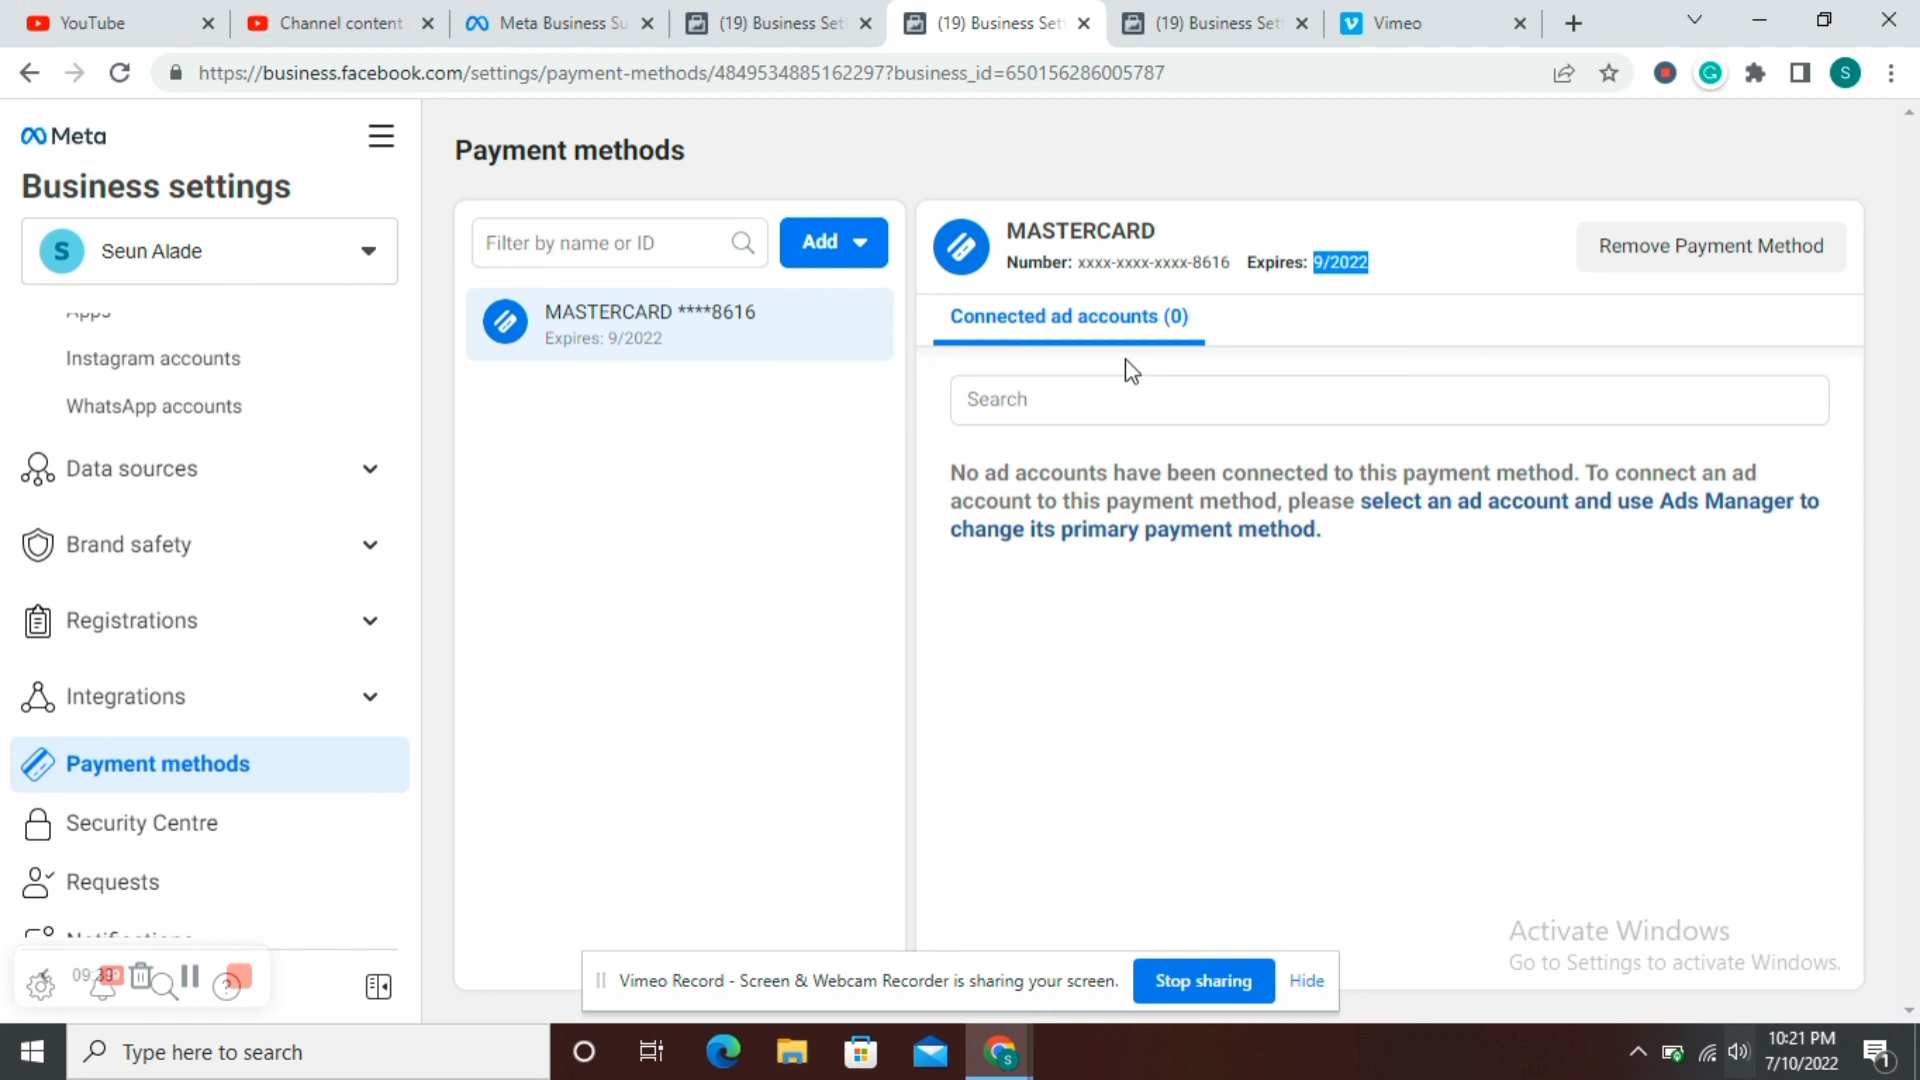 YouTube
Channel content
Meta Business Su
(19) Business Set
(19) Business Set
(19) Business Set
Vimeo
https://business.facebook.com/settings/payment-methods/4849534885162297?business_id=650156286005787
S
Meta
Business settings
S Seun Alade
Apps
Instagram accounts
WhatsApp accounts
Data sources
Brand safety
Registrations
Integrations
Payment methods
Security Centre
Requests
Notifications
Payment methods
Filter by name or ID
Add
MASTERCARD ****8616
Expires: 9/2022
MASTERCARD
Number: xxxx-xxxx-xxxx-8616 Expires: 9/2022
Remove Payment Method
Connected ad accounts (0)
Search
No ad accounts have been connected to this payment method. To connect an ad
account to this payment method, please select an ad account and use Ads Manager to
change its primary payment method.
Activate Windows
Go to Settings to activate Windows.
Vimeo Record - Screen & Webcam Recorder is sharing your screen.
Stop sharing
Hide
Type here to search
10:21 PM
7/10/2022
1